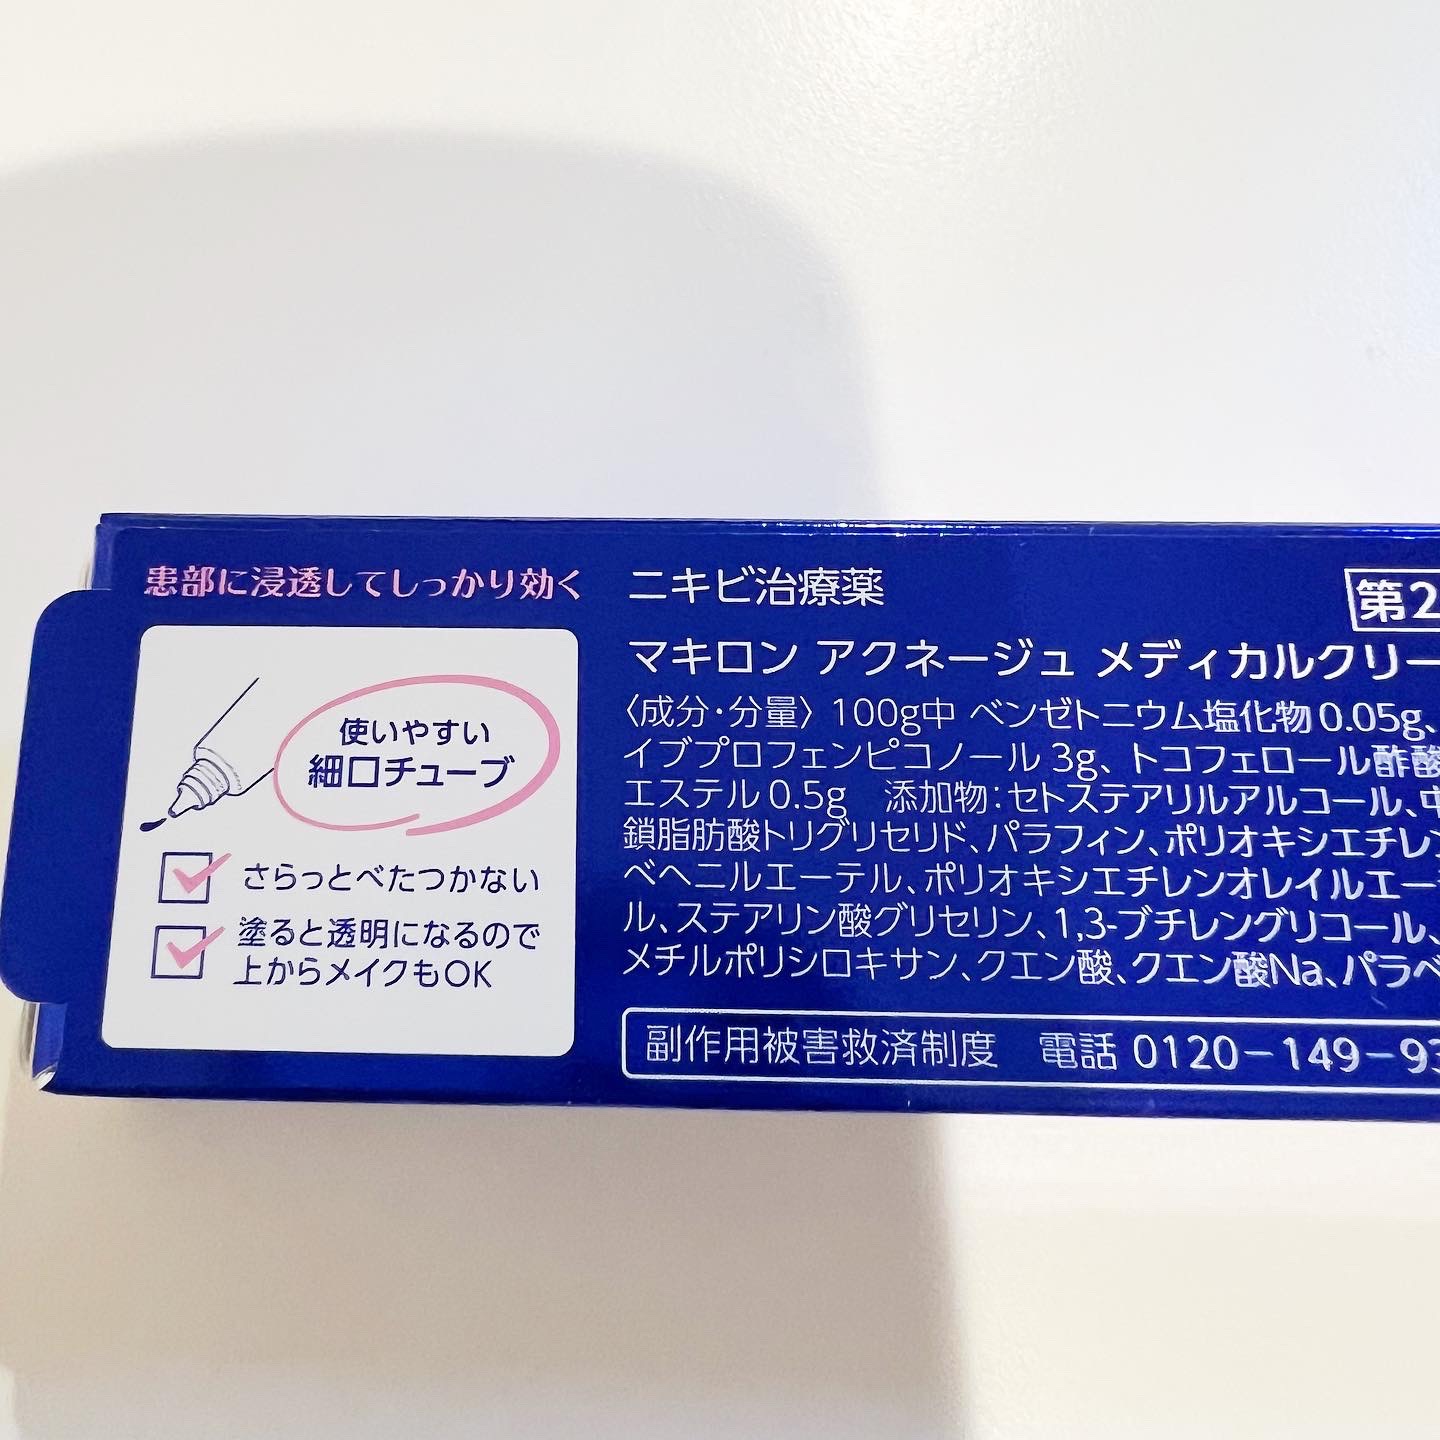 患部に浸透してしっかり効く
使いやすい
細口チューブ
さらっとべたつかない
塗ると透明になるので
上からメイクもOK
ニキビ治療薬
第2
マキロン アクネージュ メディカルクリー
〈成分・分量〉 100g中 ベンゼトニウム塩化物0.05g、
イブプロフェンピコノール 3g、トコフェロール酢酸
エステル0.5g 添加物：セトステアリルアルコール、中
鎖脂肪酸トリグリセリド、パラフィン、ポリオキシエチレン
ベヘニルエーテル、ポリオキシエチレンオレイルエーテ
ル、ステアリン酸グリセリン、1,3-ブチレングリコール、
メチルポリシロキサン、クエン酸、クエン酸Na、パラベ
副作用被害救済制度 電話 0120-149-93